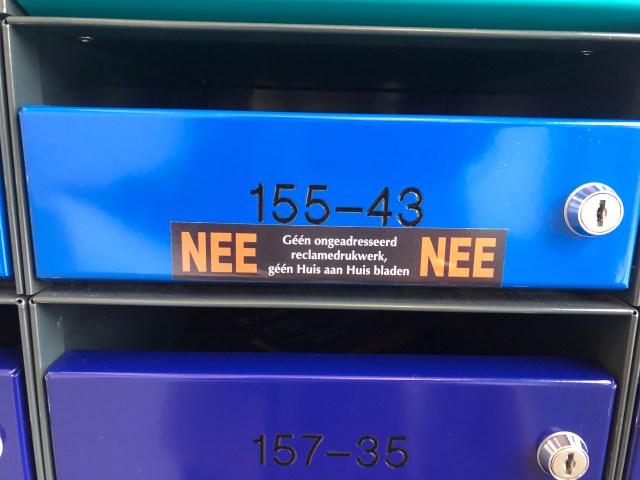 155-43
NEE Géén ongeadresseerd NEE
reclamedrukwerk,
géén Huis aan Huis bladen
157-35